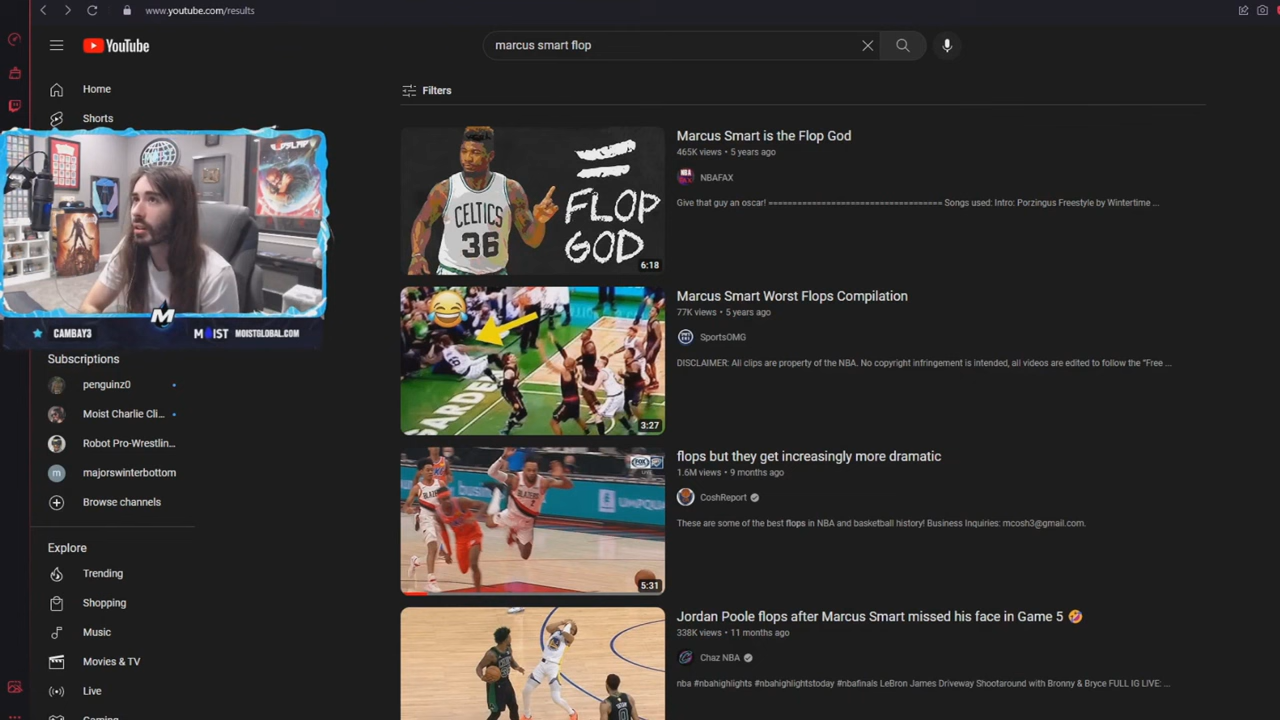 www.youtube.com/results
YouTube
marcus smart flop
Home
Shorts
Filters
CAMBAY3
M
MOIST
MOISTGLOBAL.COM
Subscriptions
penguinz0
Moist Charlie Cli...
Robot Pro-Wrestlin...
m
majorswinterbottom
Browse channels
Explore
Trending
Shopping
Music
Movies & TV
Live
Gaming
CELTICS
36
=
FLOP
GOD
6:18
Marcus Smart is the Flop God
465K views • 5 years ago
NBAFAX
Give that guy an oscar! ================================ Songs used: Intro: Porzingus Freestyle by Wintertime ...
GARDE
3:27
Marcus Smart Worst Flops Compilation
77K views • 5 years ago
SportsOMG
DISCLAIMER: All clips are property of the NBA. No copyright infringement is intended, all videos are edited to follow the "Free ...
BLAZERS
5:31
flops but they get increasingly more dramatic
1.6M views • 9 months ago
CoshReport
These are some of the best flops in NBA and basketball history! Business Inquiries: mcosh3@gmail.com.
Jordan Poole flops after Marcus Smart missed his face in Game 5 🤣
338K views • 11 months ago
Chaz NBA
nba #nbahighlights #nbahighlightstoday #nbafinals LeBron James Driveway Shootaround with Bronny & Bryce FULL IG LIVE: ...